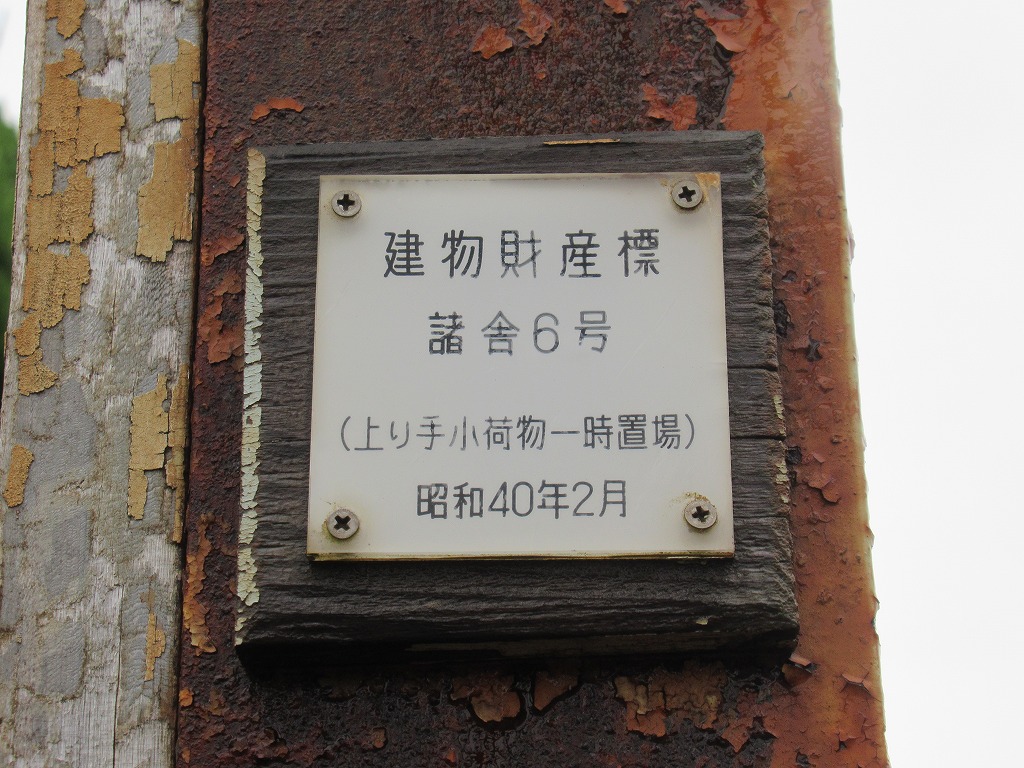 建物財産標
諸舎6号
（上り手小荷物一時置場）
昭和40年2月